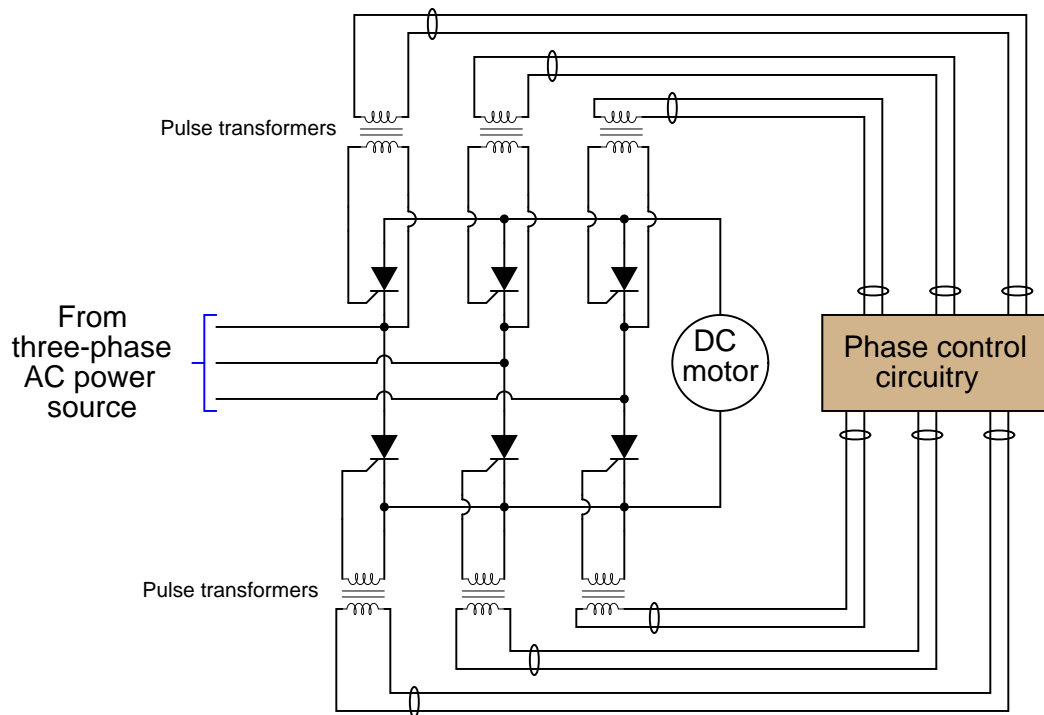 Pulse transformers
From
three-phase
AC power
source
DC
motor
Phase control
circuitry
Pulse transformers